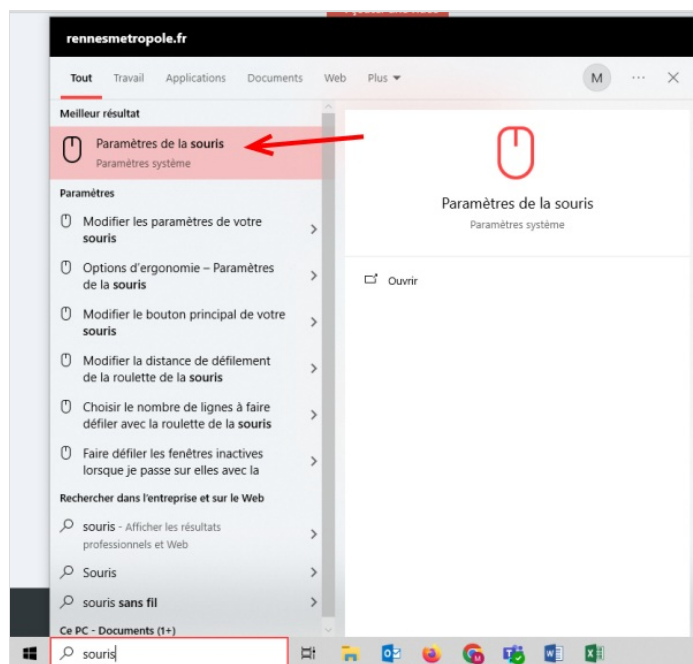 rennesmetropole.fr
Tout Travail Applications Documents Web Plus
M
Meilleur résultat
Paramètres de la souris
Paramètres système
Paramètres
Modifier les paramètres de votre
souris
Options d'ergonomie – Paramètres
de la souris
Modifier le bouton principal de votre
souris
Modifier la distance de défilement
de la roulette de la souris
Choisir le nombre de lignes à faire
défiler avec la roulette de la souris
Faire défiler les fenêtres inactives
lorsque je passe sur elles avec la
Rechercher dans l'entreprise et sur le Web
souris - Afficher les résultats
professionnels et Web
Souris
souris sans fil
Ce PC - Documents (1+)
Paramètres de la souris
Paramètres système
Ouvrir
souris